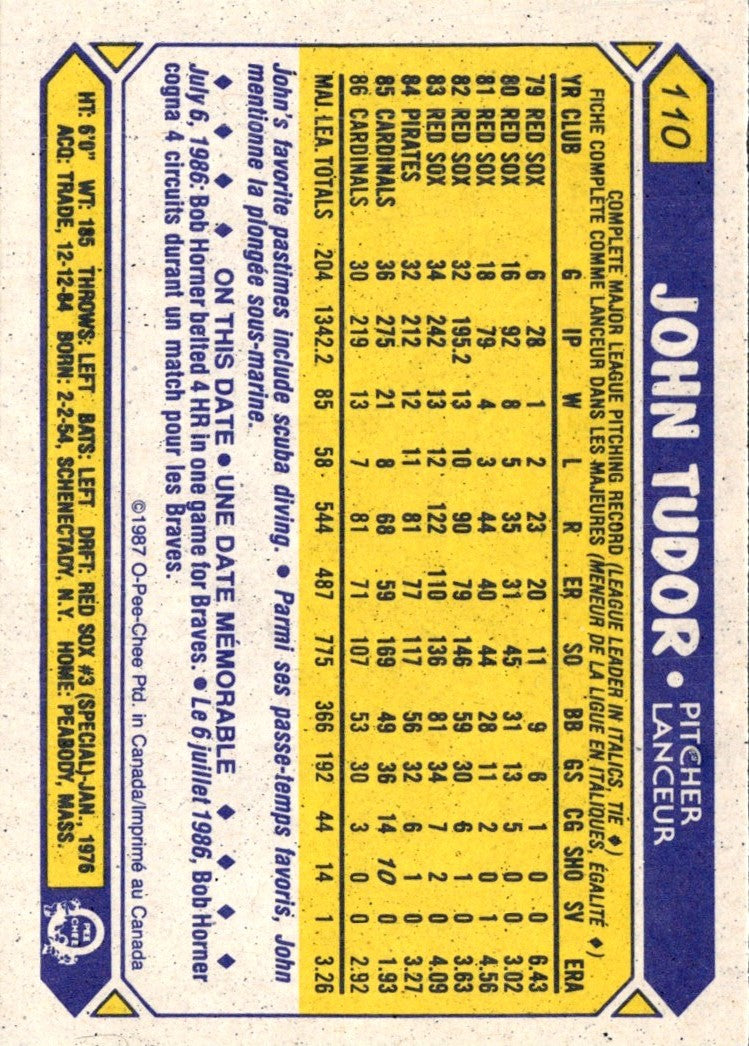 110
JOHN TUDOR • PITCHER
LANCEUR
COMPLETE MAJOR LEAGUE PITCHING RECORD (LEAGUE LEADER IN ITALICS, TIE ♦)
FICHE COMPLETE COMME LANCEUR DANS LES MAJEURES (MENEUR DE LA LIGUE EN ITALIQUES, ÉGALITÉ ♦)
YR CLUB G IP W L R ER SO BB GS CG SHO SV ERA
79 RED SOX 6 28 1 2 23 20 11 9 6 1 0 0 6.43
80 RED SOX 16 92 8 5 35 31 45 31 13 5 0 0 3.02
81 RED SOX 18 79 4 3 44 40 44 28 11 2 0 1 4.56
82 RED SOX 32 195.2 13 10 90 79 146 59 30 6 1 0 3.63
83 RED SOX 34 242 13 12 122 110 136 81 34 7 2 0 4.09
84 PIRATES 32 212 12 11 81 77 117 56 32 6 1 0 3.27
85 CARDINALS 36 275 21 8 68 59 169 49 36 14 10 0 1.93
86 CARDINALS 30 219 13 7 81 71 107 53 30 3 0 0 2.92
MAJ. LEA. TOTALS 204 1342.2 85 58 544 487 775 366 192 44 14 1 3.26
John's favorite pastimes include scuba diving. • Parmi ses passe-temps favoris, John
mentionne la plongée sous-marine.
♦ ♦ ♦ ♦ ♦ ON THIS DATE • UNE DATE MÉMORABLE ♦ ♦ ♦ ♦ ♦
July 6, 1986: Bob Horner belted 4 HR in one game for Braves. • Le 6 juillet 1986, Bob Horner
cogna 4 circuits durant un match pour les Braves.
©1987 O-Pee-Chee Ptd. in Canada/Imprimé au Canada
HT: 6'0" WT: 185 THROWS: LEFT BATS: LEFT DRFT: RED SOX #3 (SPECIAL)-JAN., 1976
ACQ: TRADE, 12-12-84 BORN: 2-2-54, SCHENECTADY, N.Y. HOME: PEABODY, MASS.
O
PEE
CHEE